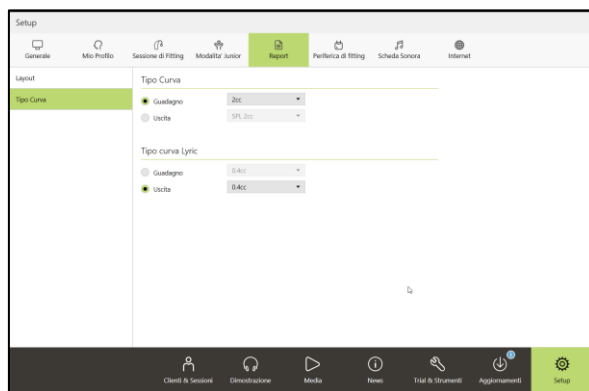 Setup
Generale
Mio Profilo
Sessione di Fitting
Modalita' Junior
Report
Periferica di fitting
Scheda Sonora
Internet
Layout
Tipo Curva
Tipo Curva
Guadagno 2cc
Uscita SPL 2cc
Tipo curva Lyric
Guadagno 0.4cc
Uscita 0.4cc
Clienti & Sessioni
Dimostrazione
Media
News
Trial & Strumenti
Aggiornamenti
Setup